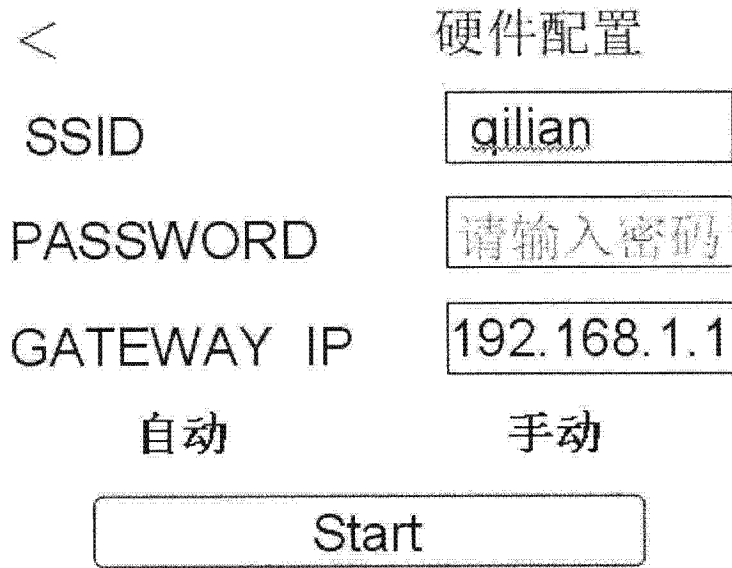 < 硬件配置
SSID qilian
PASSWORD 请输入密码
GATEWAY IP 192.168.1.1
自动 手动
Start